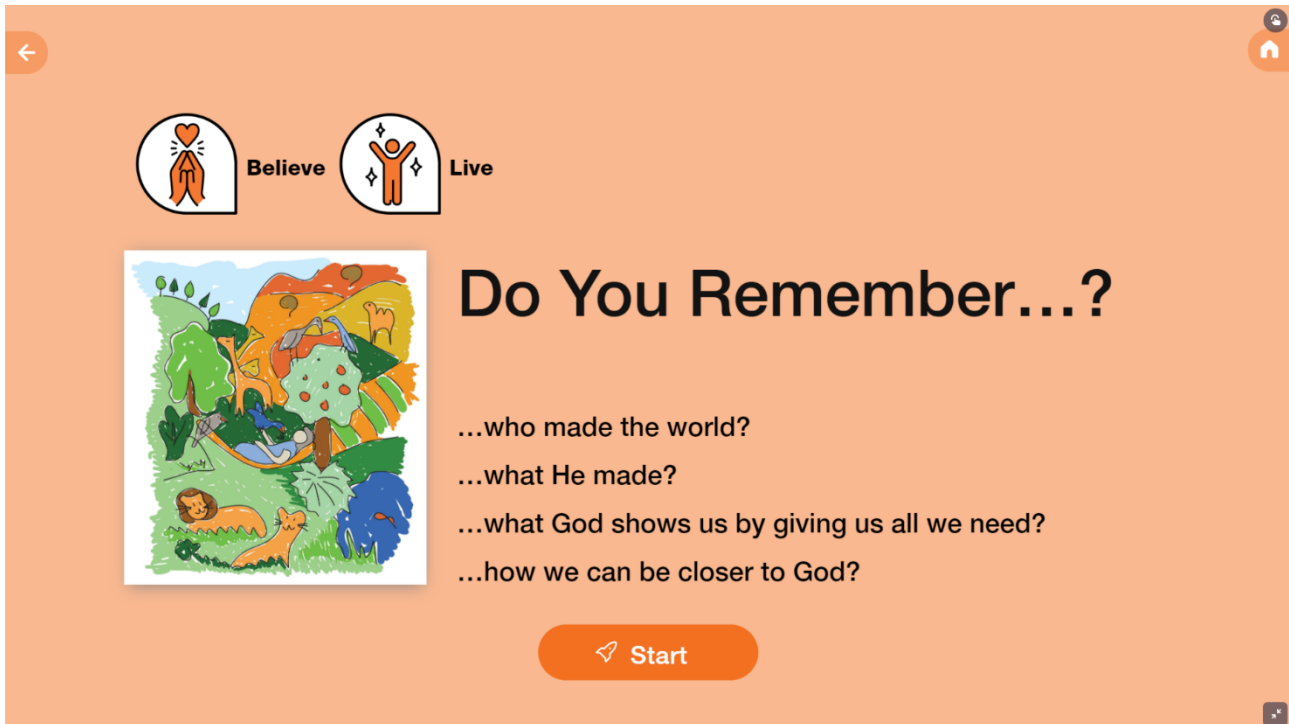 Believe
Live
Do You Remember...?
...who made the world?
...what He made?
...what God shows us by giving us all we need?
...how we can be closer to God?
Start